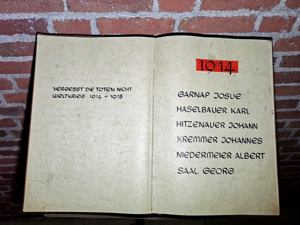 VERGESST DIE TOTEN NICHT
WELTKRIEG 1914 - 1918
1914
GARNAP JOSUE
HASELBAUER KARL
HITZENAUER JOHANN
KREMMER JOHANNES
NIEDERMEIER ALBERT
SAAL GEORG